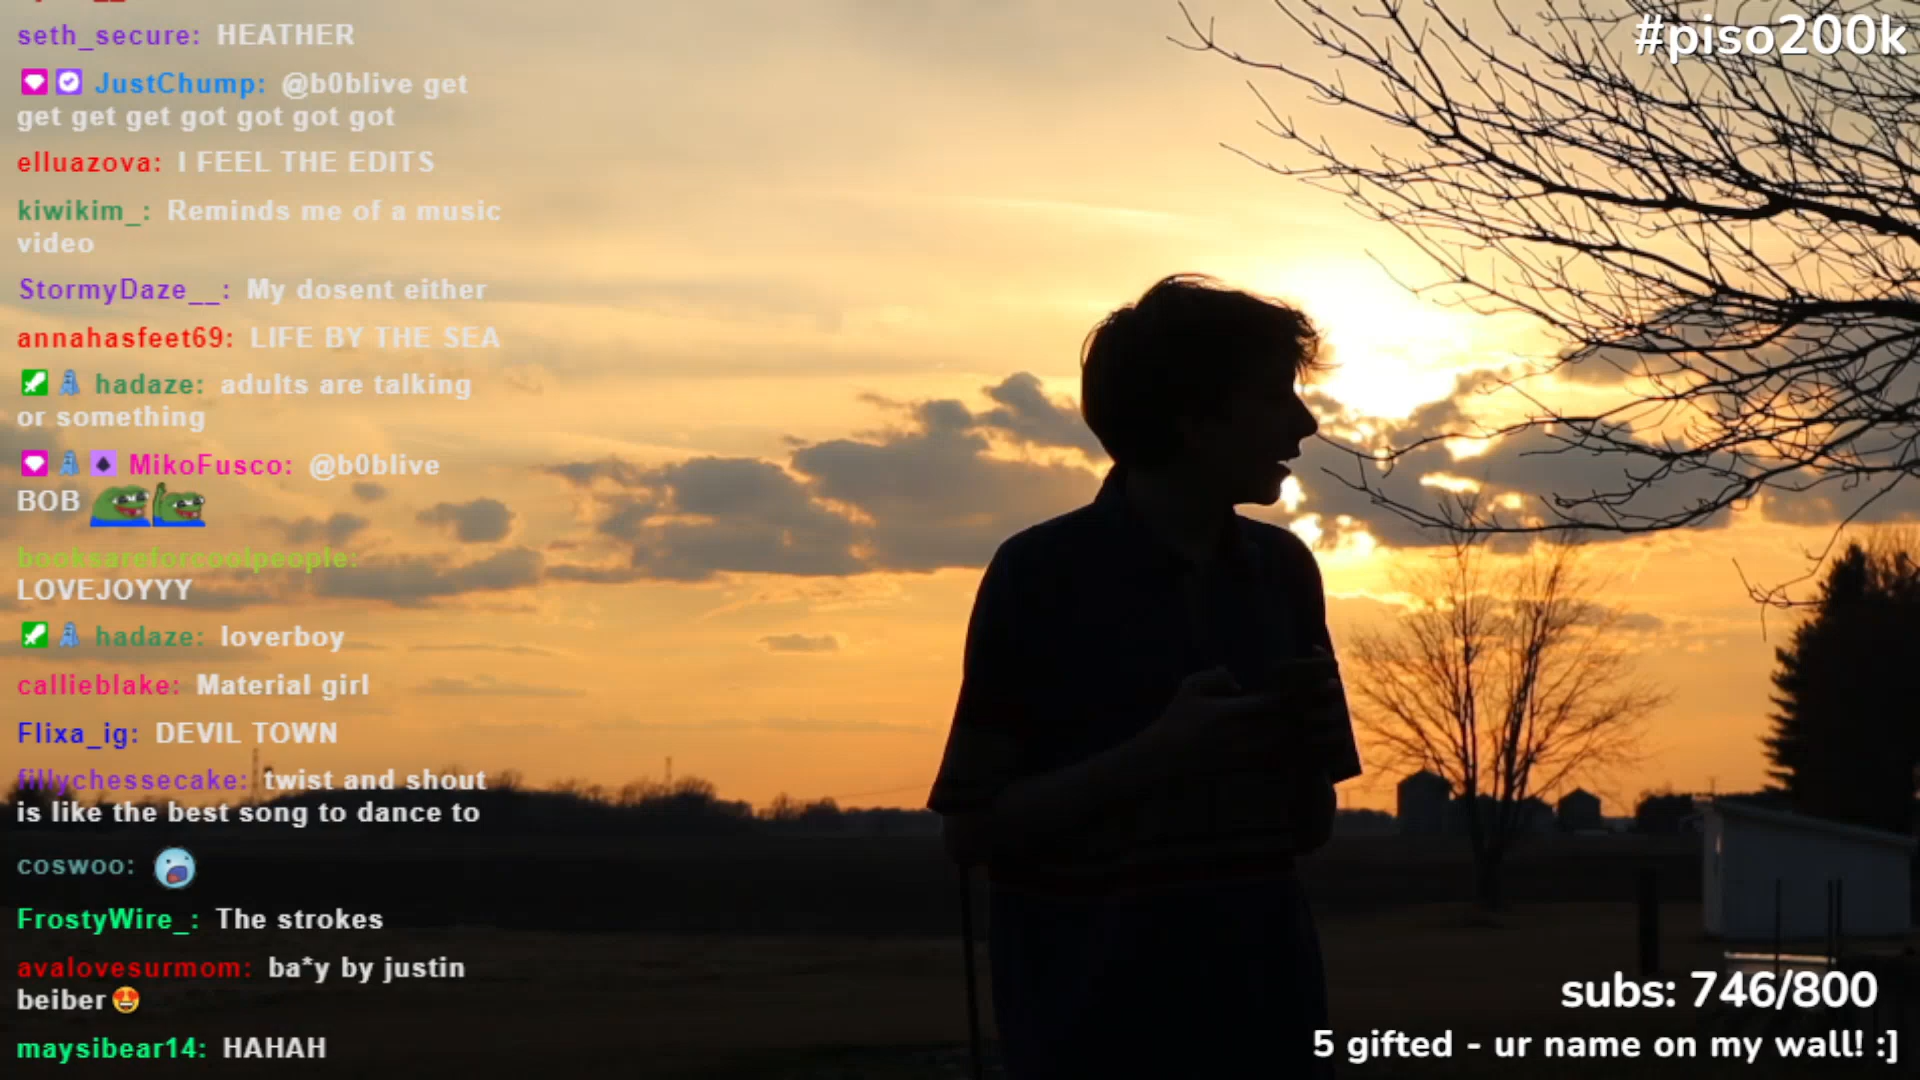 #piso200k
seth_secure: HEATHER
JustChump: @b0blive get
get get get got got got got
elluazova: I FEEL THE EDITS
kiwikim_: Reminds me of a music
video
StormyDaze__: My dosent either
annahasfeet69: LIFE BY THE SEA
hadaze: adults are talking
or something
MikoFusco: @b0blive
BOB
booksareforcoolpeople:
LOVEJOYYY
hadaze: loverboy
callieblake: Material girl
Flixa_ig: DEVIL TOWN
fillychessecake: twist and shout
is like the best song to dance to
coswoo:
FrostyWire_: The strokes
avalovesurmom: ba*y by justin
beiber🤩
maysibear14: HAHAH
subs: 746/800
5 gifted - ur name on my wall! :]